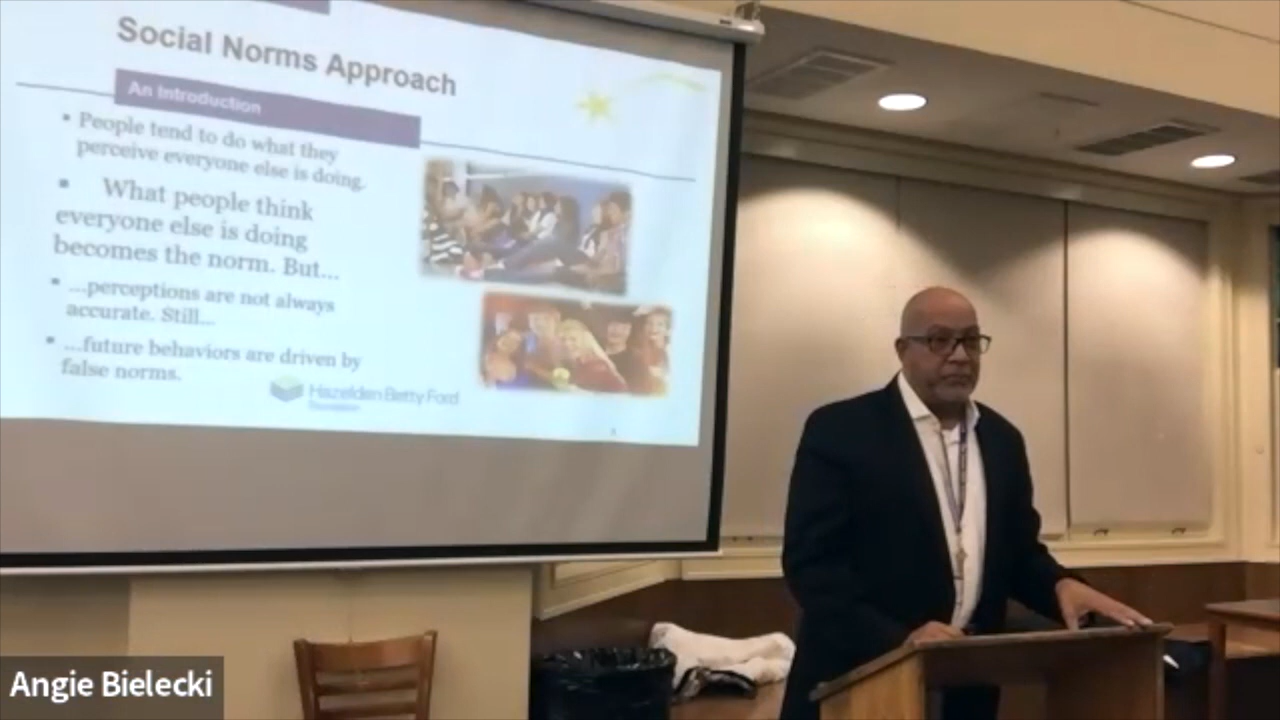 Social Norms Approach
An Introduction
• People tend to do what they
perceive everyone else is doing.
▪ What people think
everyone else is doing
becomes the norm. But...
▪ ...perceptions are not always
accurate. Still...
▪ ...future behaviors are driven by
false norms.
Hazelden Betty Ford
Foundation
Angie Bielecki